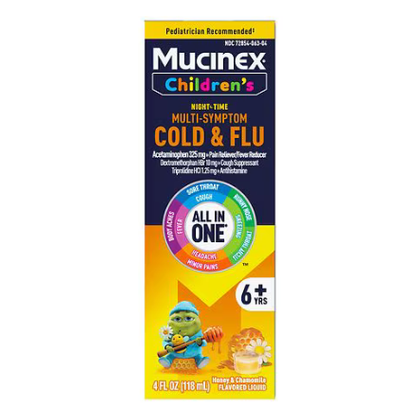 Pediatrician Recommended¹
NDC 72854-063-04
Mucinex®
Children's
NIGHT-TIME
MULTI-SYMPTOM
COLD & FLU
Acetaminophen 325 mg • Pain Reliever/Fever Reducer
Dextromethorphan HBr 10 mg • Cough Suppressant
Triprolidine HCl 1.25 mg • Antihistamine
SORE THROAT
COUGH
BODY ACHES
FEVER
RUNNY NOSE
SNEEZING
ITCHY THROAT
ALL IN
ONE
HEADACHE
MINOR PAINS
TM
6+
YRS
Honey & Chamomile
FLAVORED LIQUID
4 FL OZ (118 mL)